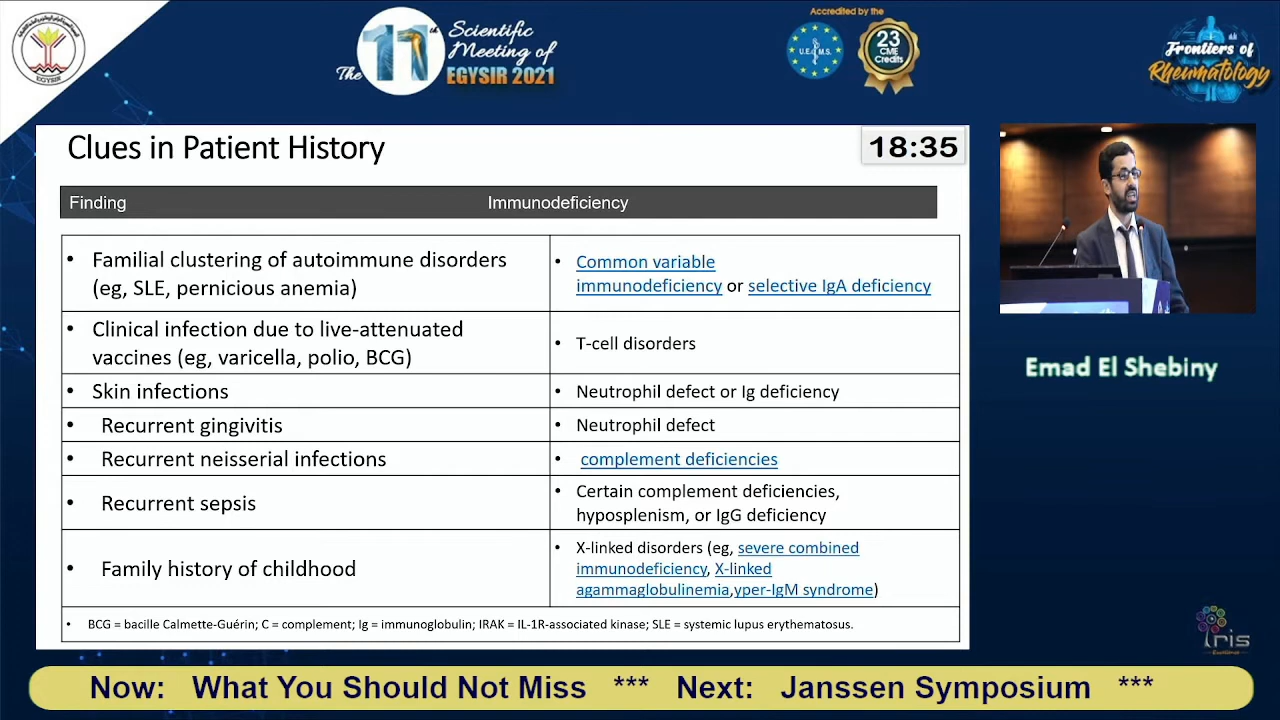 EGYSIR
The 11th
Scientific
Meeting of
EGYSIR 2021
Accredited by the
U.E.M.S.
23
CME
Credits
Frontiers of
Rheumatology
Clues in Patient History
18:35
Finding Immunodeficiency
• Familial clustering of autoimmune disorders
(eg, SLE, pernicious anemia)
• Common variable
immunodeficiency or selective IgA deficiency
• Clinical infection due to live-attenuated
vaccines (eg, varicella, polio, BCG)
• T-cell disorders
• Skin infections
• Neutrophil defect or Ig deficiency
• Recurrent gingivitis
• Neutrophil defect
• Recurrent neisserial infections
• complement deficiencies
• Recurrent sepsis
• Certain complement deficiencies,
hyposplenism, or IgG deficiency
• Family history of childhood
• X-linked disorders (eg, severe combined
immunodeficiency, X-linked
agammaglobulinemia,yper-IgM syndrome)
• BCG = bacille Calmette-Guérin; C = complement; Ig = immunoglobulin; IRAK = IL-1R-associated kinase; SLE = systemic lupus erythematosus.
Emad El Shebiny
Iris
Now: What You Should Not Miss *** Next: Janssen Symposium ***